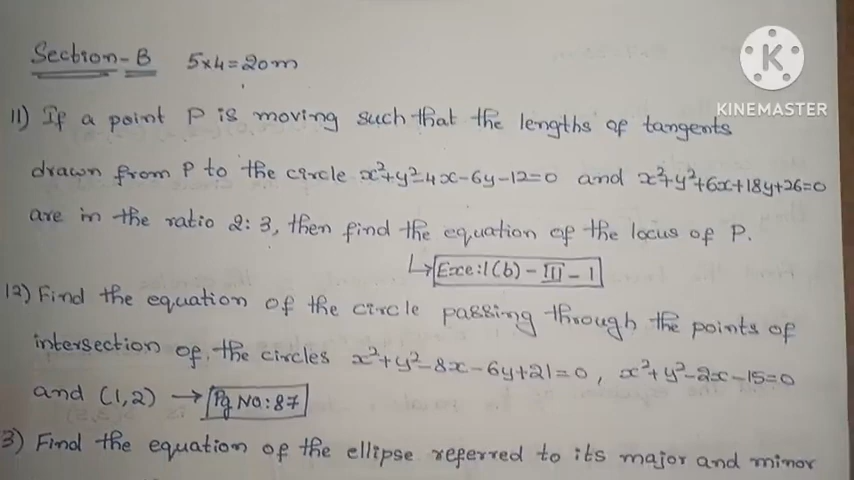 Section-B 5x4=20m
K
KINEMASTER
11) If a point P is moving such that the lengths of tangents
drawn from P to the circle x²+y²-4x-6y-12=0 and x²+y²+6x+18y+26=0
are in the ratio 2:3, then find the equation of the locus of P.
↳ Exe:1(b)-III-1
12) Find the equation of the circle passing through the points of
intersection of the circles x²+y²-8x-6y+21=0, x²+y²-2x-15=0
and (1,2) → Pg No:87
3) Find the equation of the ellipse referred to its major and minor